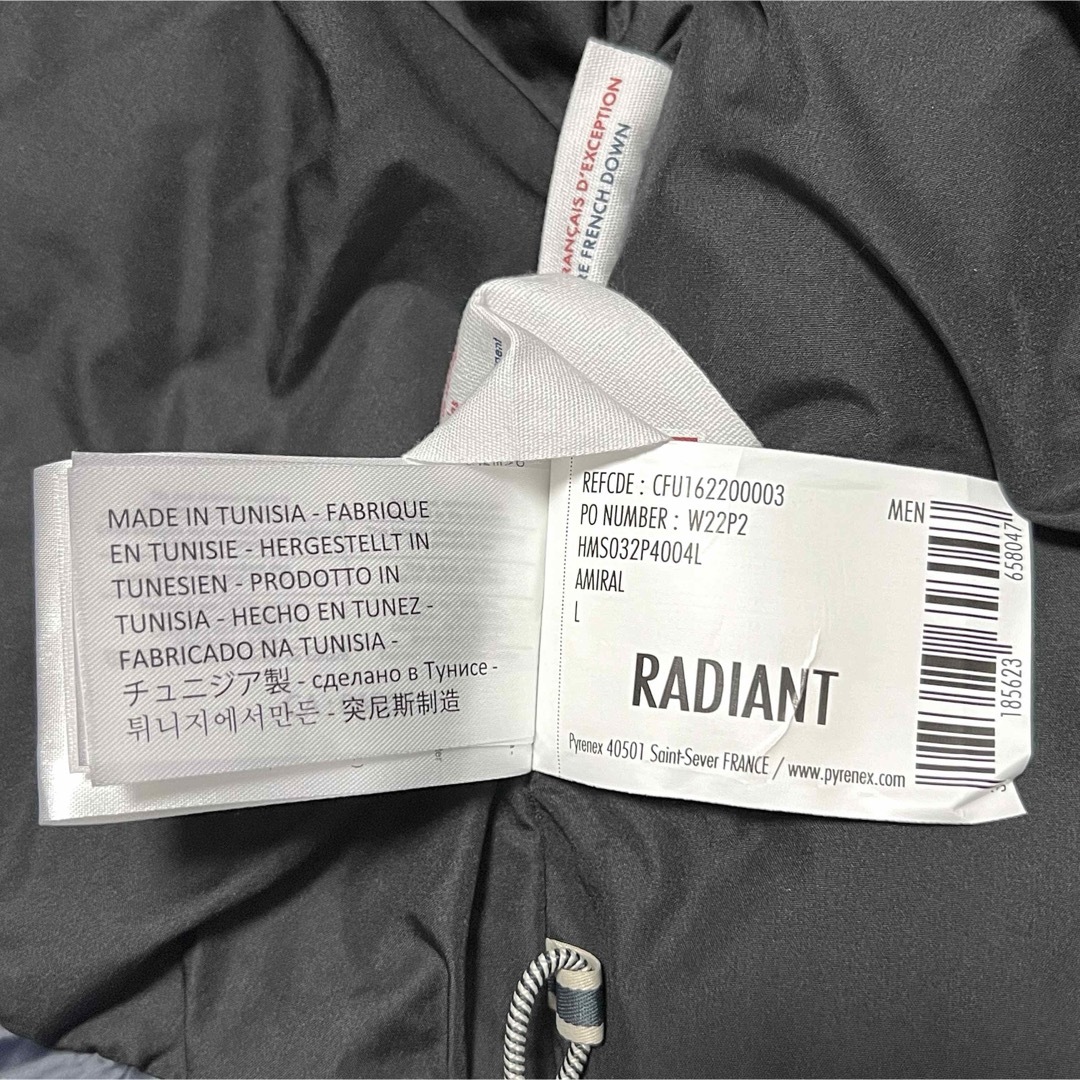 RANÇAIS D'EXCEPTION
RE FRENCH DOWN
MADE IN TUNISIA - FABRIQUE
EN TUNISIE - HERGESTELLT IN
TUNESIEN - PRODOTTO IN
TUNISIA - HECHO EN TUNEZ -
FABRICADO NA TUNISIA -
チュニジア製 - сделано в Тунисе -
튀니지에서만든 - 突尼斯制造
REFCDE : CFU162200003
PO NUMBER : W22P2
HMS032P4004L
AMIRAL
L
MEN
RADIANT
Pyrenex 40501 Saint-Sever FRANCE / www.pyrenex.com
185623 658047